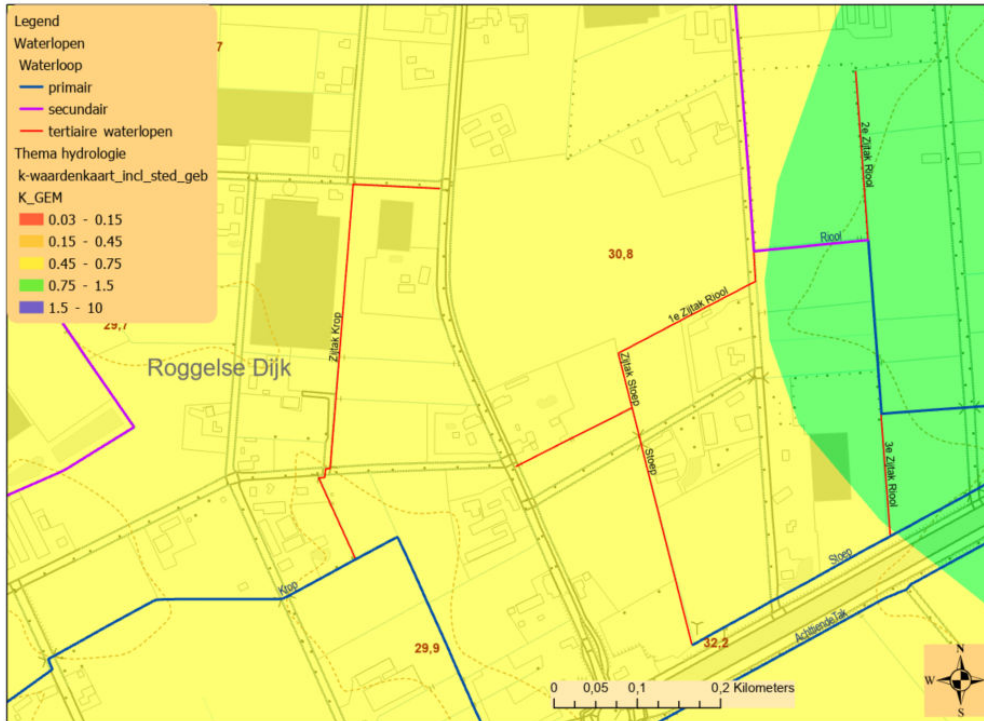 Legend
Waterlopen
Waterloop
primair
secundair
tertiaire waterlopen
Thema hydrologie
k-waardenkaart_incl_sted_geb
K_GEM
0.03 - 0.15
0.15 - 0.45
0.45 - 0.75
0.75 - 1.5
1.5 - 10
7
2e Zijtak Riool
Riool
30,8
1e Zijtak Riool
29,7
Zijtak Krop
Roggelse Dijk
Zijtak Stoep
Stoep
3e Zijtak Riool
Stoep
Krop
AchtbendeTak
29,9
32,2
0 0,05 0,1 0,2 Kilometers
N
W E
S